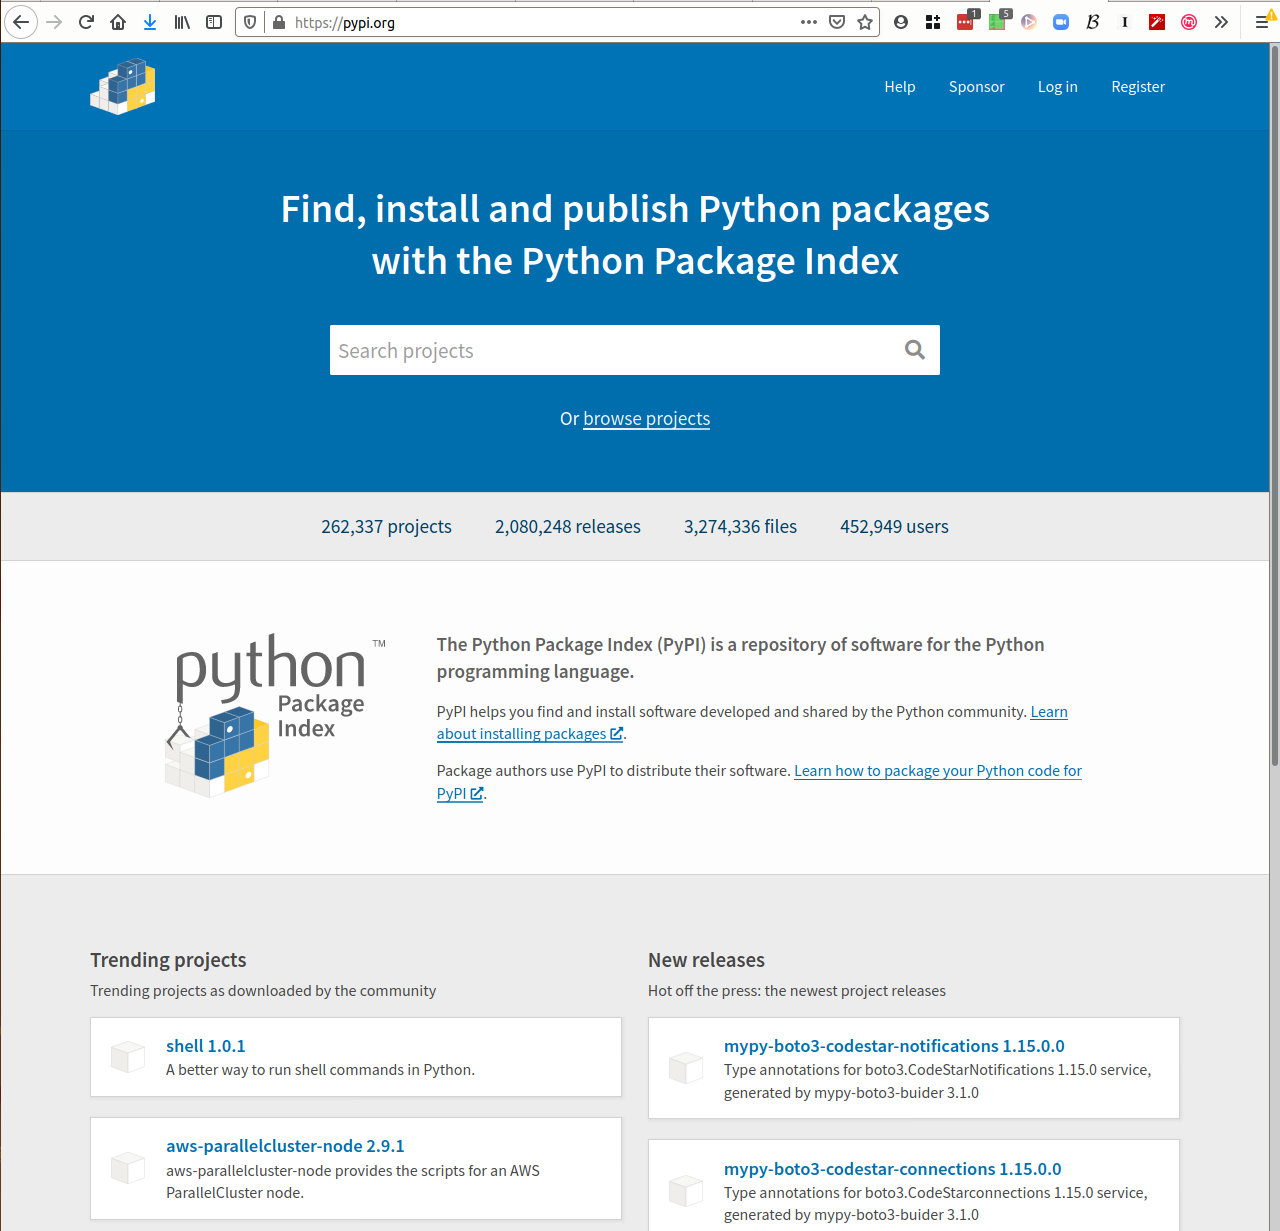 https://pypi.org
1
5
Help Sponsor Log in Register
Find, install and publish Python packages
with the Python Package Index
Search projects
Or browse projects
262,337 projects 2,080,248 releases 3,274,336 files 452,949 users
python ™
Package
Index
The Python Package Index (PyPI) is a repository of software for the Python
programming language.
PyPI helps you find and install software developed and shared by the Python community. Learn
about installing packages.
Package authors use PyPI to distribute their software. Learn how to package your Python code for
PyPI.
Trending projects
Trending projects as downloaded by the community
shell 1.0.1
A better way to run shell commands in Python.
aws-parallelcluster-node 2.9.1
aws-parallelcluster-node provides the scripts for an AWS
ParallelCluster node.
New releases
Hot off the press: the newest project releases
mypy-boto3-codestar-notifications 1.15.0.0
Type annotations for boto3.CodeStarNotifications 1.15.0 service,
generated by mypy-boto3-buider 3.1.0
mypy-boto3-codestar-connections 1.15.0.0
Type annotations for boto3.CodeStarconnections 1.15.0 service,
generated by mypy-boto3-buider 3.1.0